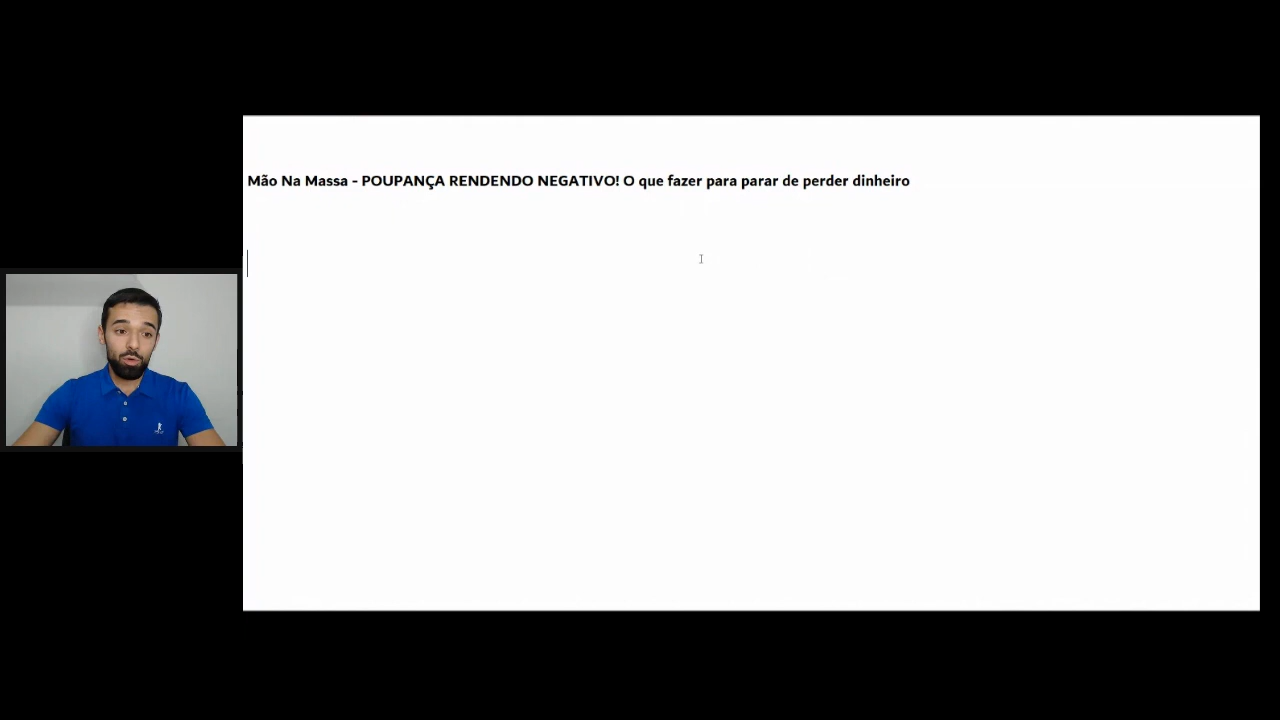 Mão Na Massa - POUPANÇA RENDENDO NEGATIVO! O que fazer para parar de perder dinheiro